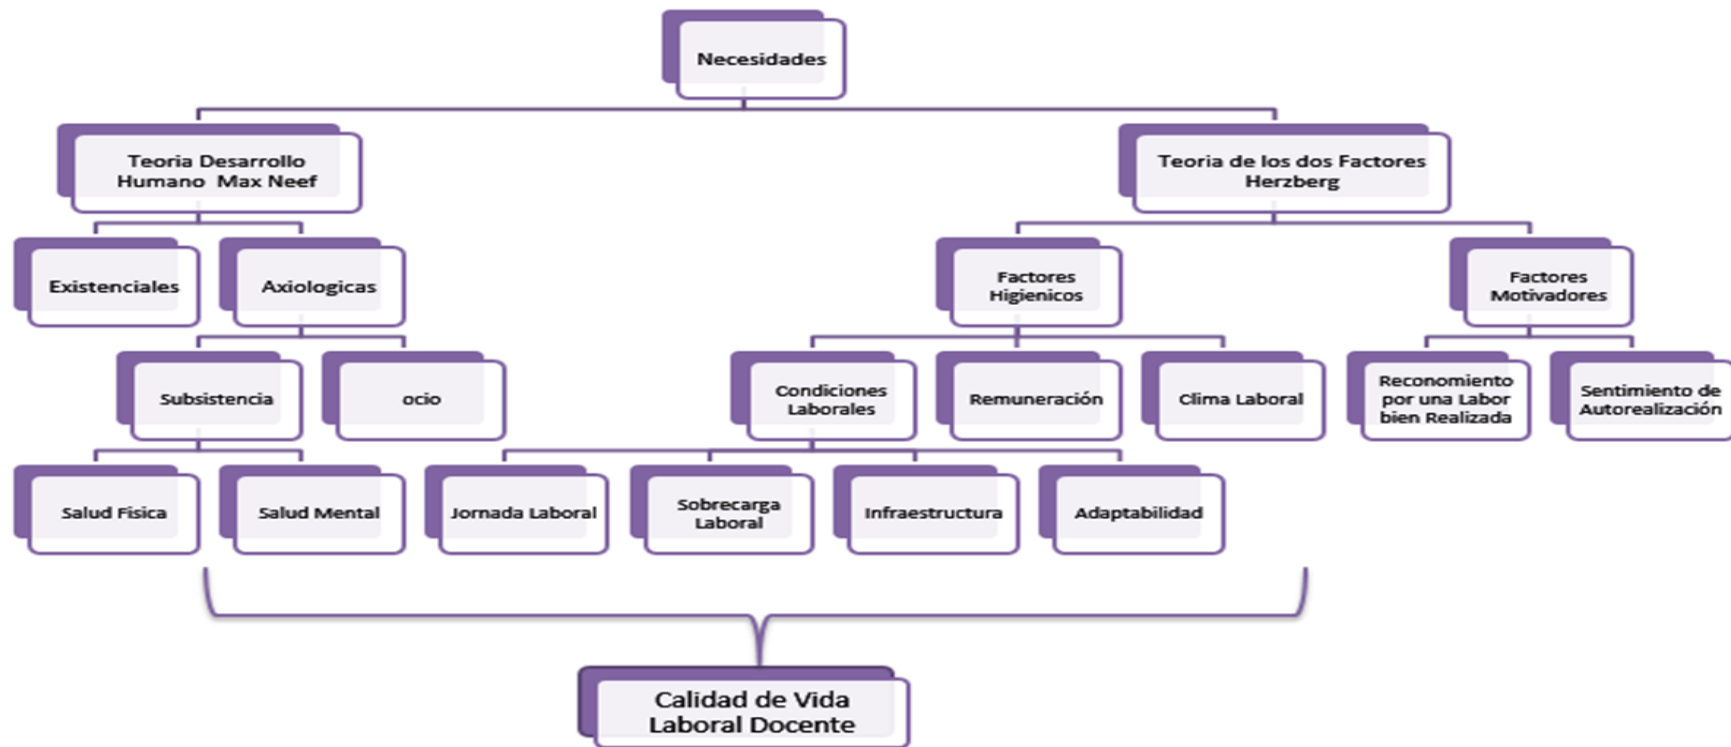 Necesidades
Teoria Desarrollo
Humano Max Neef
Teoria de los dos Factores
Herzberg
Existenciales
Axiologicas
Factores
Higienicos
Factores
Motivadores
Subsistencia
ocio
Condiciones
Laborales
Remuneración
Clima Laboral
Reconomiento
por una Labor
bien Realizada
Sentimiento de
Autorealización
Salud Fisica
Salud Mental
Jornada Laboral
Sobrecarga
Laboral
Infraestructura
Adaptabilidad
Calidad de Vida
Laboral Docente